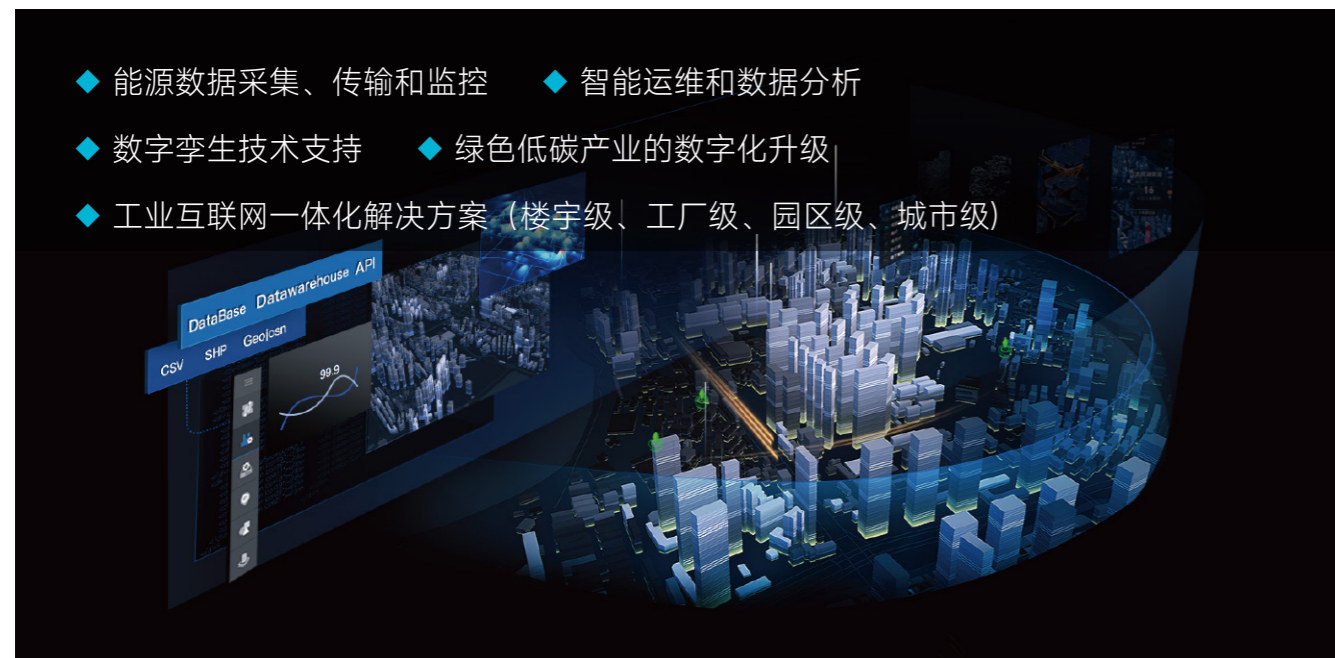 ◆ 能源数据采集、传输和监控 ◆ 智能运维和数据分析
◆ 数字孪生技术支持 ◆ 绿色低碳产业的数字化升级
◆ 工业互联网一体化解决方案（楼宇级、工厂级、园区级、城市级）
DataBase Datawarehouse API
CSV SHP Geojosn
99.9
16